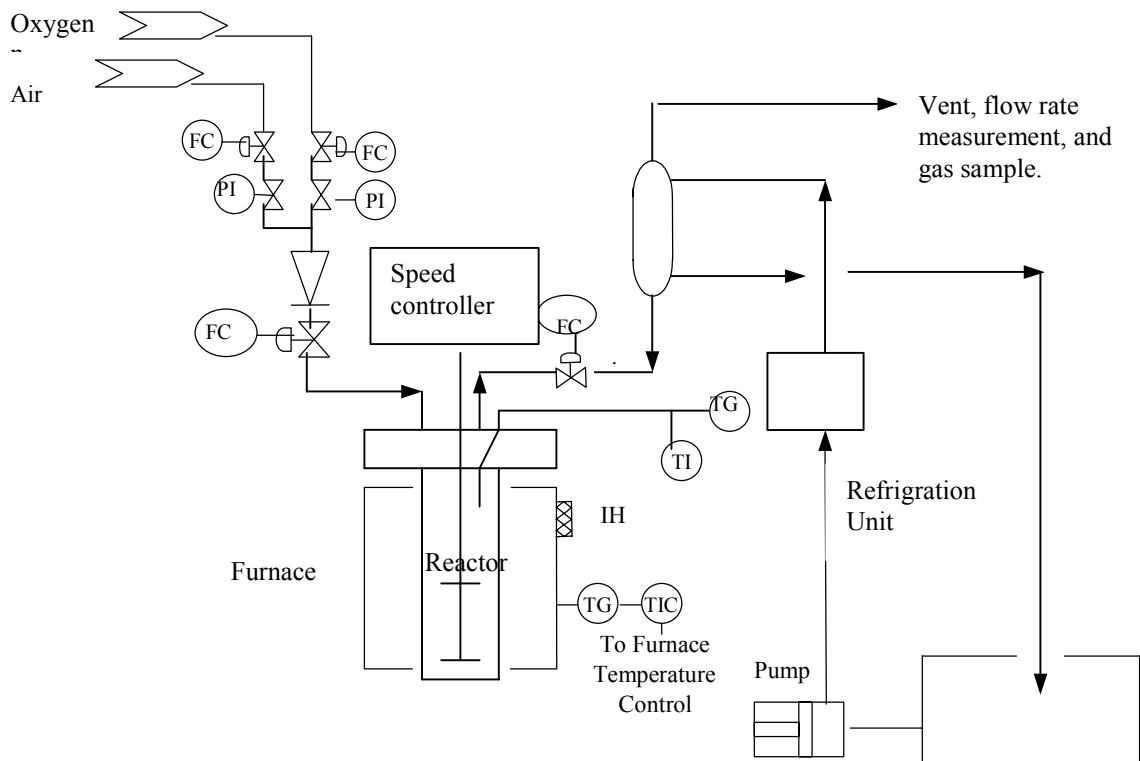 Oxygen
Air
FC
FC
PI
PI
Vent, flow rate
measurement, and
gas sample.
Speed
controller
FC
FC
TG
TI
Refrigration
Unit
IH
Reactor
Furnace
TG
TIC
To Furnace
Temperature
Control
Pump